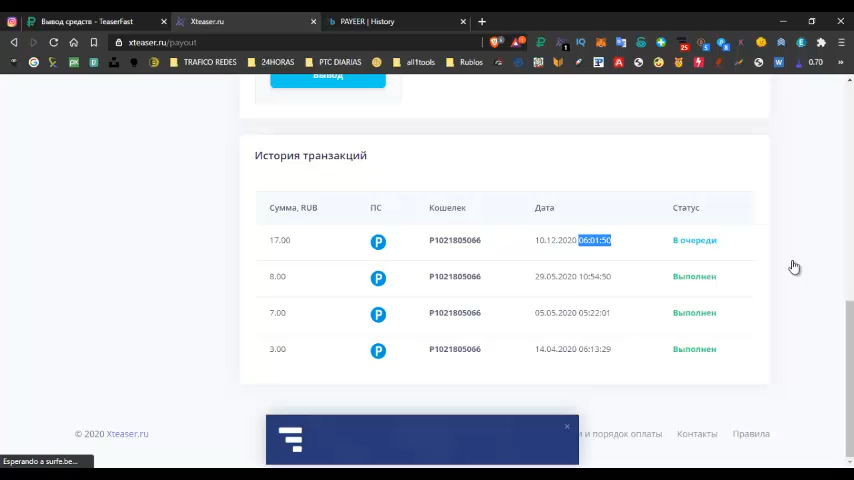 Вывод средств - TeaserFast
Xteaser.ru
PAYEER | History
xteaser.ru/payout
TRAFICO REDES
24HORAS
PTC DIARIAS
all1tools
Rublos
0.70
Вывод
История транзакций
Сумма, RUB ПС Кошелек Дата Статус
17.00 P P1021805066 10.12.2020 06:01:50 В очереди
8.00 P P1021805066 29.05.2020 10:54:50 Выполнен
7.00 P P1021805066 05.05.2020 05:22:01 Выполнен
3.00 P P1021805066 14.04.2020 06:13:29 Выполнен
© 2020 Xteaser.ru
и порядок оплаты Контакты Правила
Esperando a surfe.be...